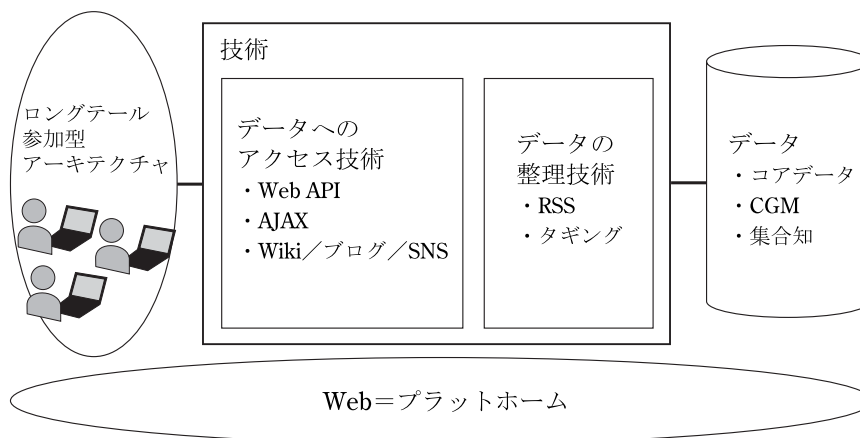 ロングテール
参加型
アーキテクチャ
技術
データへの
アクセス技術
・Web API
・AJAX
・Wiki／ブログ／SNS
データの
整理技術
・RSS
・タギング
データ
・コアデータ
・CGM
・集合知
Web＝プラットホーム